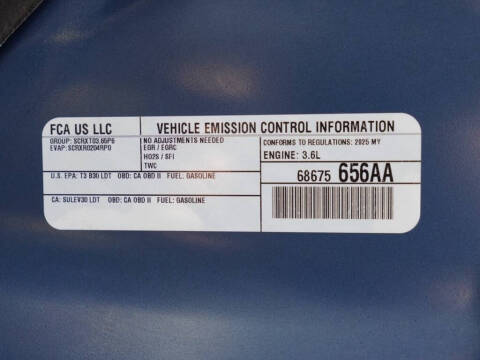 FCA US LLC
VEHICLE EMISSION CONTROL INFORMATION
GROUP: SCRXT03.65P6
EVAP: SCRXR0204RP0
NO ADJUSTMENTS NEEDED
EGR / EGRC
HO2S / SFI
TWC
CONFORMS TO REGULATIONS: 2025 MY
ENGINE: 3.6L
U.S. EPA: T3 B30 LDT OBD: CA OBD II FUEL: GASOLINE
68675 656AA
CA: SULEV30 LDT OBD: CA OBD II FUEL: GASOLINE